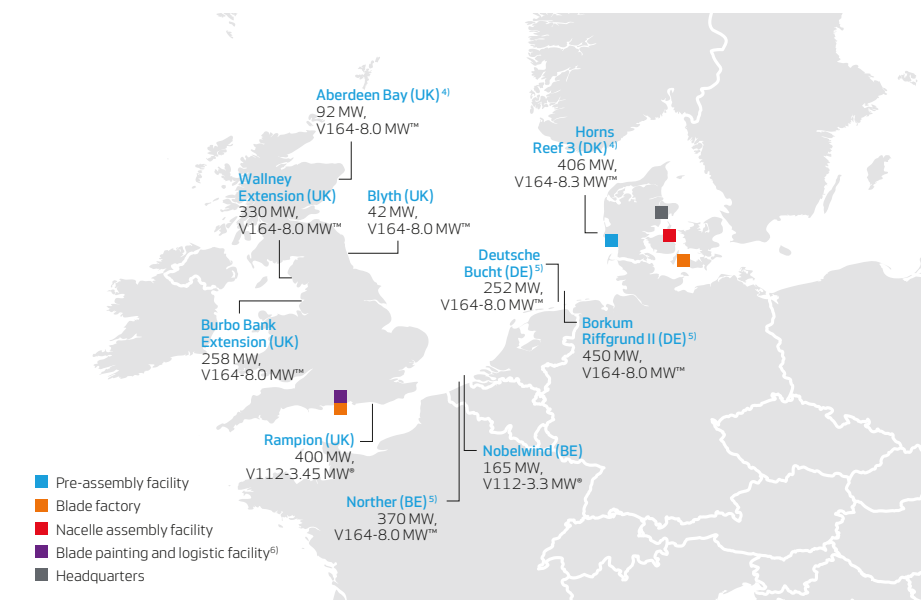 Aberdeen Bay (UK) 4)
92 MW,
V164-8.0 MW™
Horns
Reef 3 (DK) 4)
406 MW,
V164-8.3 MW™
Wallney
Extension (UK)
330 MW,
V164-8.0 MW™
Blyth (UK)
42 MW,
V164-8.0 MW™
Deutsche
Bucht (DE) 5)
252 MW,
V164-8.0 MW™
Burbo Bank
Extension (UK)
258 MW,
V164-8.0 MW™
Borkum
Riffgrund II (DE) 5)
450 MW,
V164-8.0 MW™
Rampion (UK)
400 MW,
V112-3.45 MW®
Nobelwind (BE)
165 MW,
V112-3.3 MW®
Norther (BE) 5)
370 MW,
V164-8.0 MW™
Pre-assembly facility
Blade factory
Nacelle assembly facility
Blade painting and logistic facility 6)
Headquarters